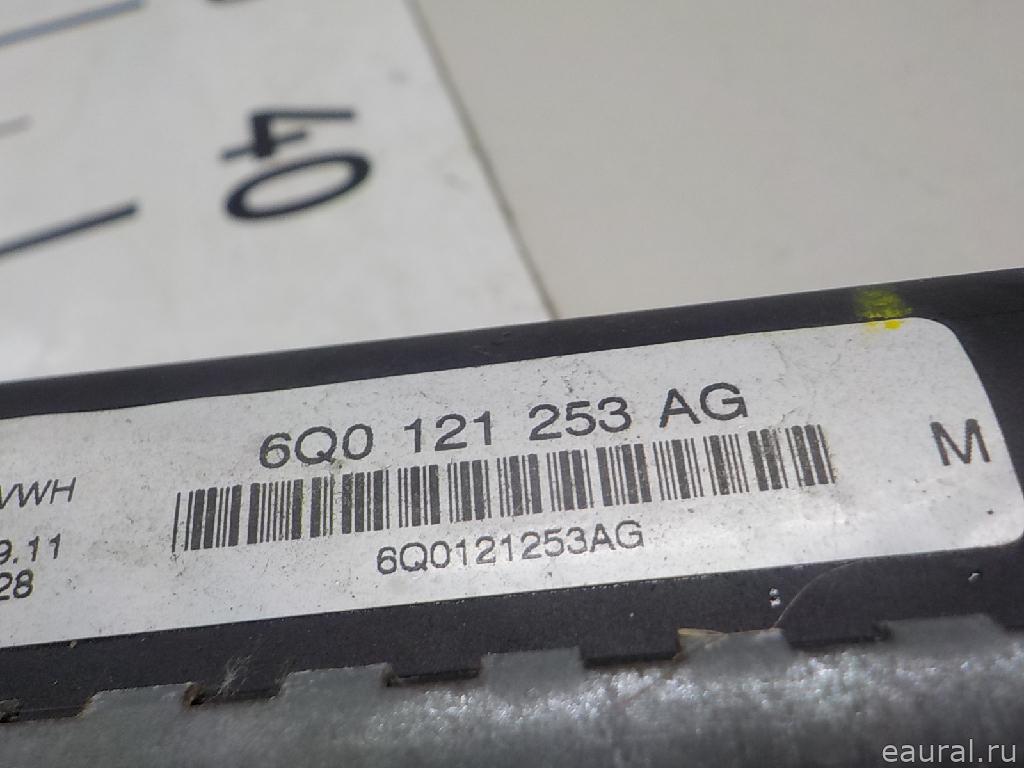 40
6Q0 121 253 AG
M
VWH
9.11
28
6Q0121253AG
eaural.ru